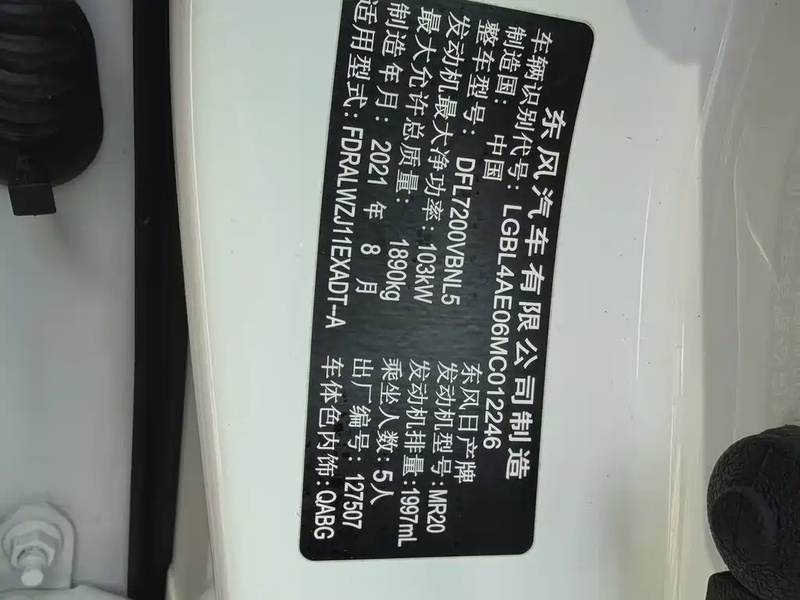 东风汽车有限公司制造
车辆识别代号: LGBL4AE06MC012246
制造国: 中国
东风日产牌
整车型号: DFL7200VBNL5
发动机型号: MR20
发动机最大净功率: 103kW
发动机排量: 1997mL
最大允许总质量: 1890kg
乘坐人数: 5人
制造年月: 2021 年 8 月
出厂编号: 127507
适用型式: FDRALWZJ11EXADT--A
车体色内饰: QABG